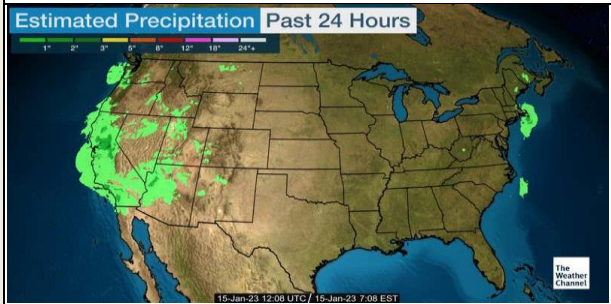 Estimated Precipitation Past 24 Hours
1" 2" 3" 5" 8" 12" 18" 24"+
The
Weather
Channel
15-Jan-23 12:08 UTC / 15-Jan-23 7:08 EST